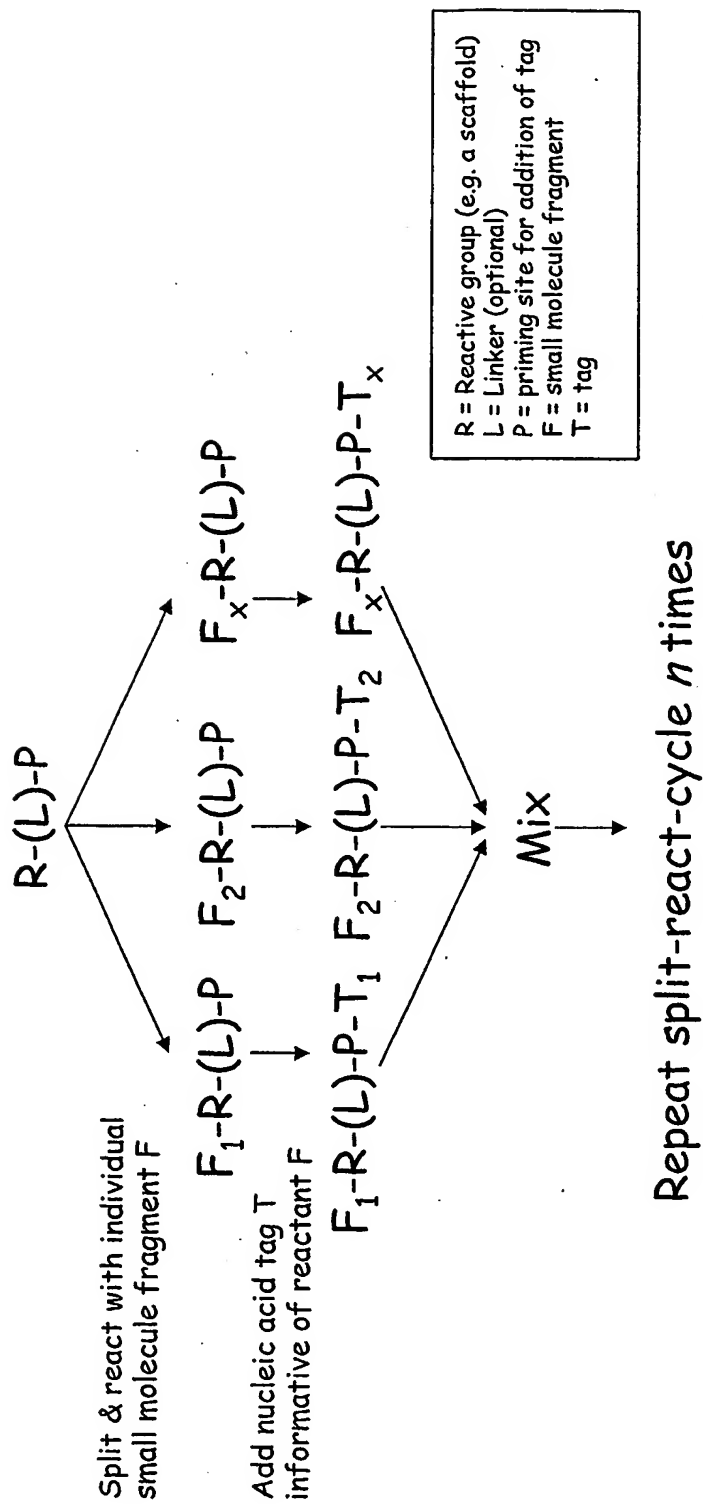 R-(L)-P
Split & react with individual
small molecule fragment F
F₁-R-(L)-P F₂-R-(L)-P Fₓ-R-(L)-P
Add nucleic acid tag T
informative of reactant F
F₁-R-(L)-P-T₁ F₂-R-(L)-P-T₂ Fₓ-R-(L)-P-Tₓ
Mix
Repeat split-react-cycle n times
R = Reactive group (e.g. a scaffold)
L = Linker (optional)
P = priming site for addition of tag
F = small molecule fragment
T = tag